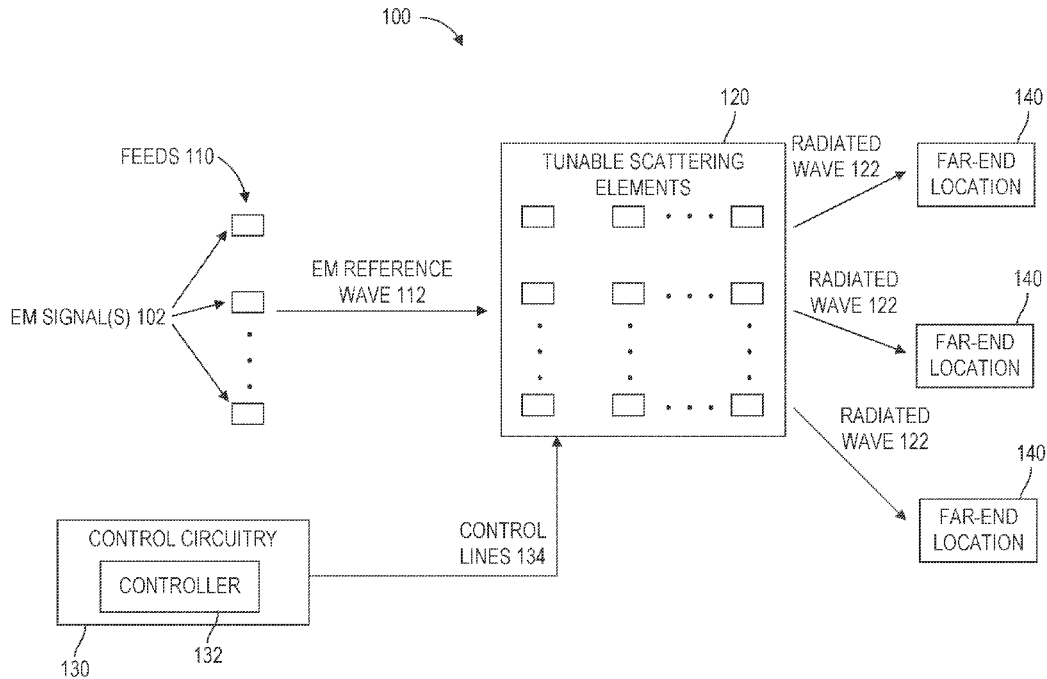 100
120
140
FEEDS 110
TUNABLE SCATTERING
ELEMENTS
RADIATED
WAVE 122
FAR-END
LOCATION
EM REFERENCE
WAVE 112
EM SIGNAL(S) 102
RADIATED
WAVE 122
140
FAR-END
LOCATION
RADIATED
WAVE 122
140
FAR-END
LOCATION
CONTROL CIRCUITRY
CONTROLLER
CONTROL
LINES 134
130
132